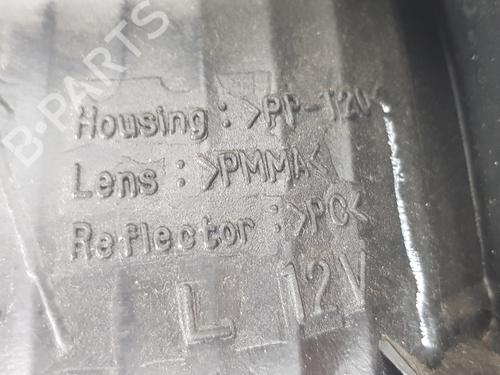 B-PARTS
Housing : >PP-T20<
Lens : >PMMA<
Reflector : >PC<
L 12V